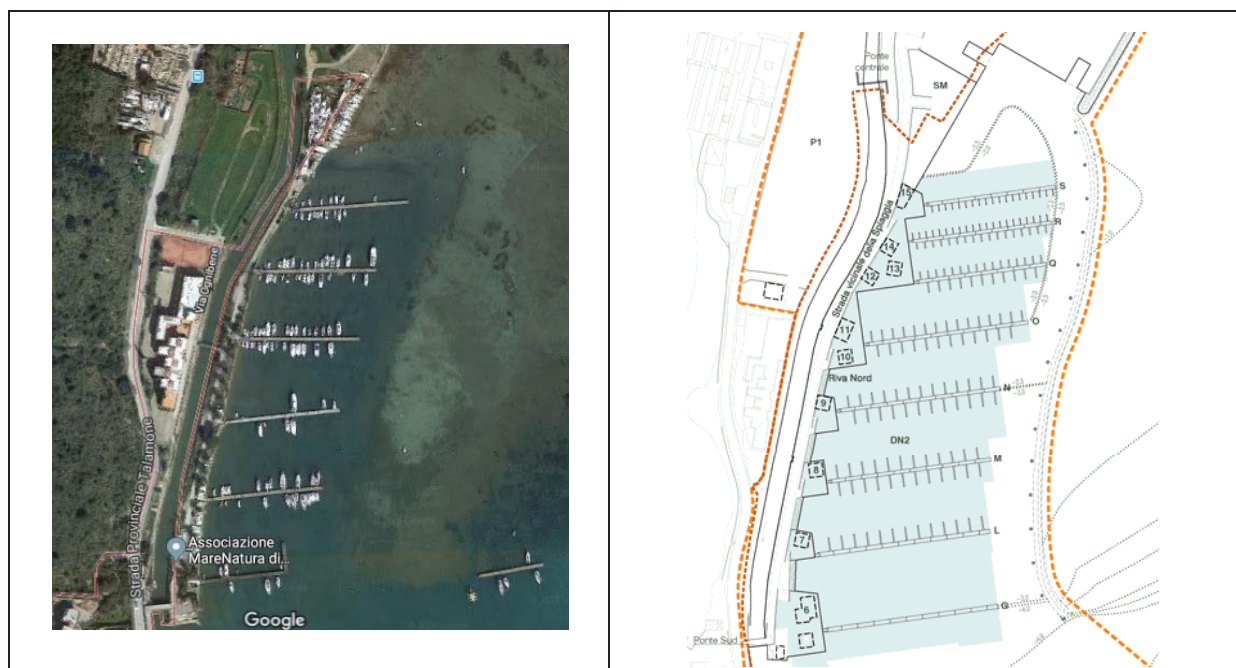 Via Cognibene
Strada Provinciale Talamone
Associazione
MareNatura di...
Google
Ponte
centrale
SM
P1
S
R
Q
O
N
M
L
G
15
14
13
12
11
10
9
8
7
6
Strada vicinale della Spiaggia
Riva Nord
DN2
Ponte Sud